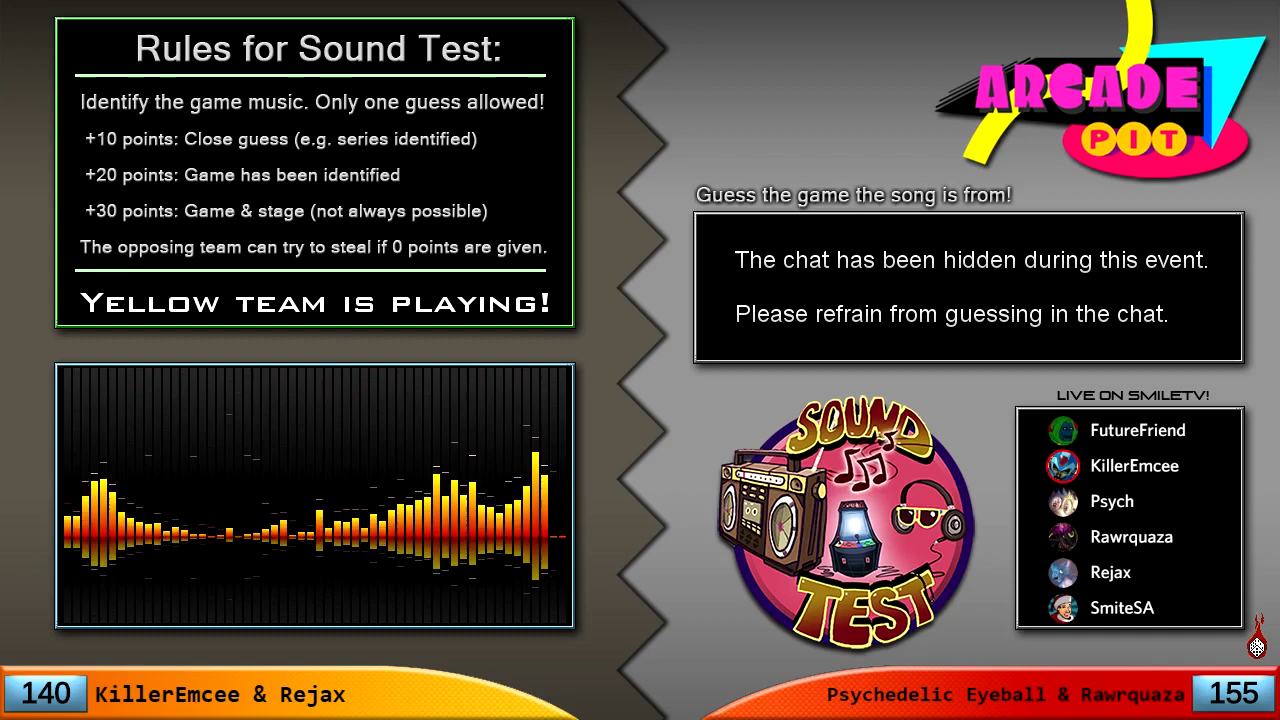 Rules for Sound Test:
Identify the game music. Only one guess allowed!
+10 points: Close guess (e.g. series identified)
+20 points: Game has been identified
+30 points: Game & stage (not always possible)
The opposing team can try to steal if 0 points are given.
YELLOW TEAM IS PLAYING!
ARCADE
PIT
Guess the game the song is from!
The chat has been hidden during this event.
Please refrain from guessing in the chat.
SOUND
TEST
LIVE ON SMILETV!
FutureFriend
KillerEmcee
Psych
Rawrquaza
Rejax
SmiteSA
140 KillerEmcee & Rejax
Psychedelic Eyeball & Rawrquaza 155